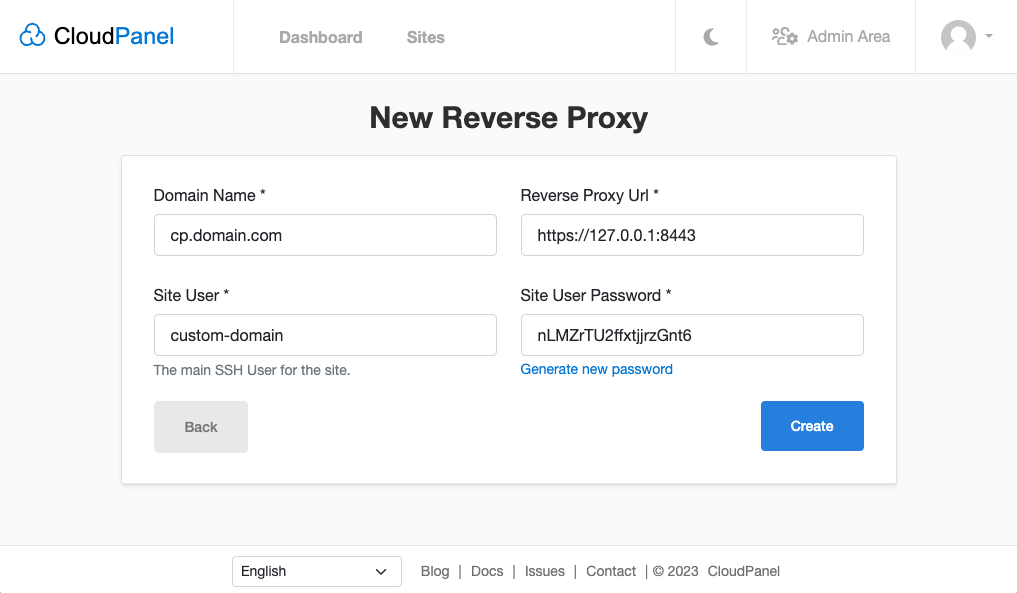 CloudPanel Dashboard Sites Admin Area
New Reverse Proxy
Domain Name * Reverse Proxy Url *
cp.domain.com https://127.0.0.1:8443
Site User * Site User Password *
custom-domain nLMZrTU2ffxtjjrzGnt6
The main SSH User for the site. Generate new password
Back Create
English Blog | Docs | Issues | Contact | © 2023 CloudPanel